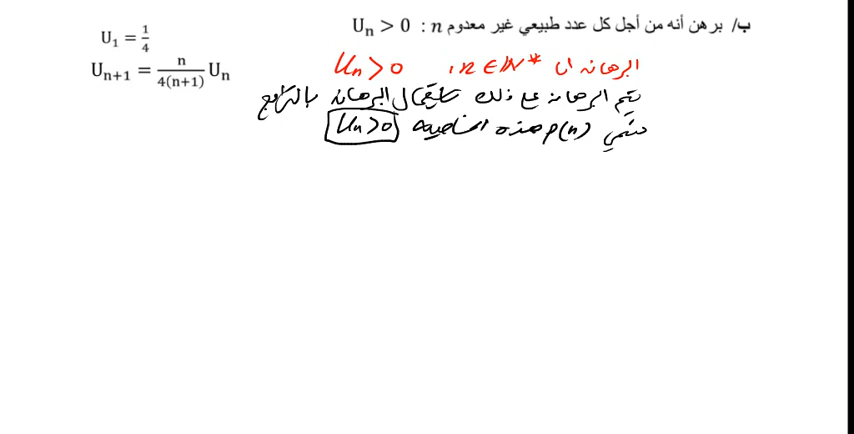 ب/ برهن أنه من أجل كل عدد طبيعي غير معدوم n : Uₙ > 0
U₁ = 1/4
Uₙ₊₁ = n/4(n+1) Uₙ
البرهان ان n ∈ ℕ* , Uₙ > 0
يتم البرهان على ذلك باستعمال البرهان بالتراجع
نسمي P(n) هذه الخاصية Uₙ > 0